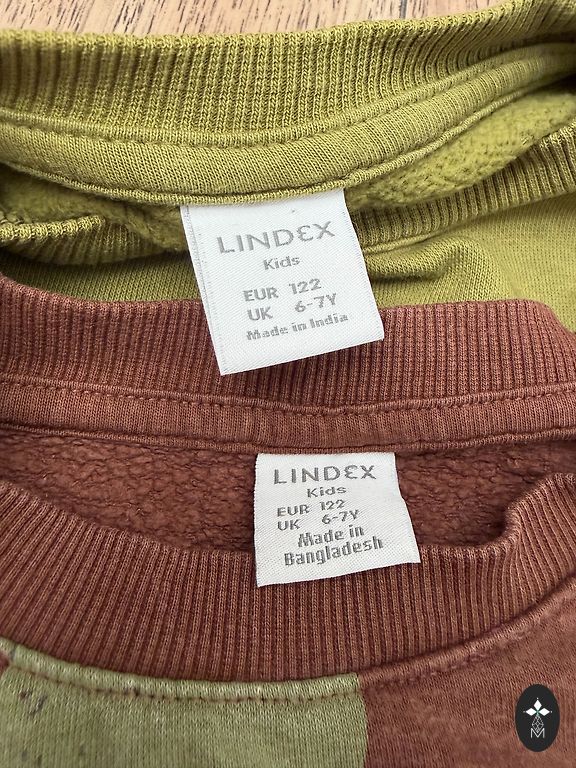 LINDEX
Kids
EUR 122
UK 6-7Y
Made in India
LINDEX
Kids
EUR 122
UK 6-7Y
Made in
Bangladesh
M